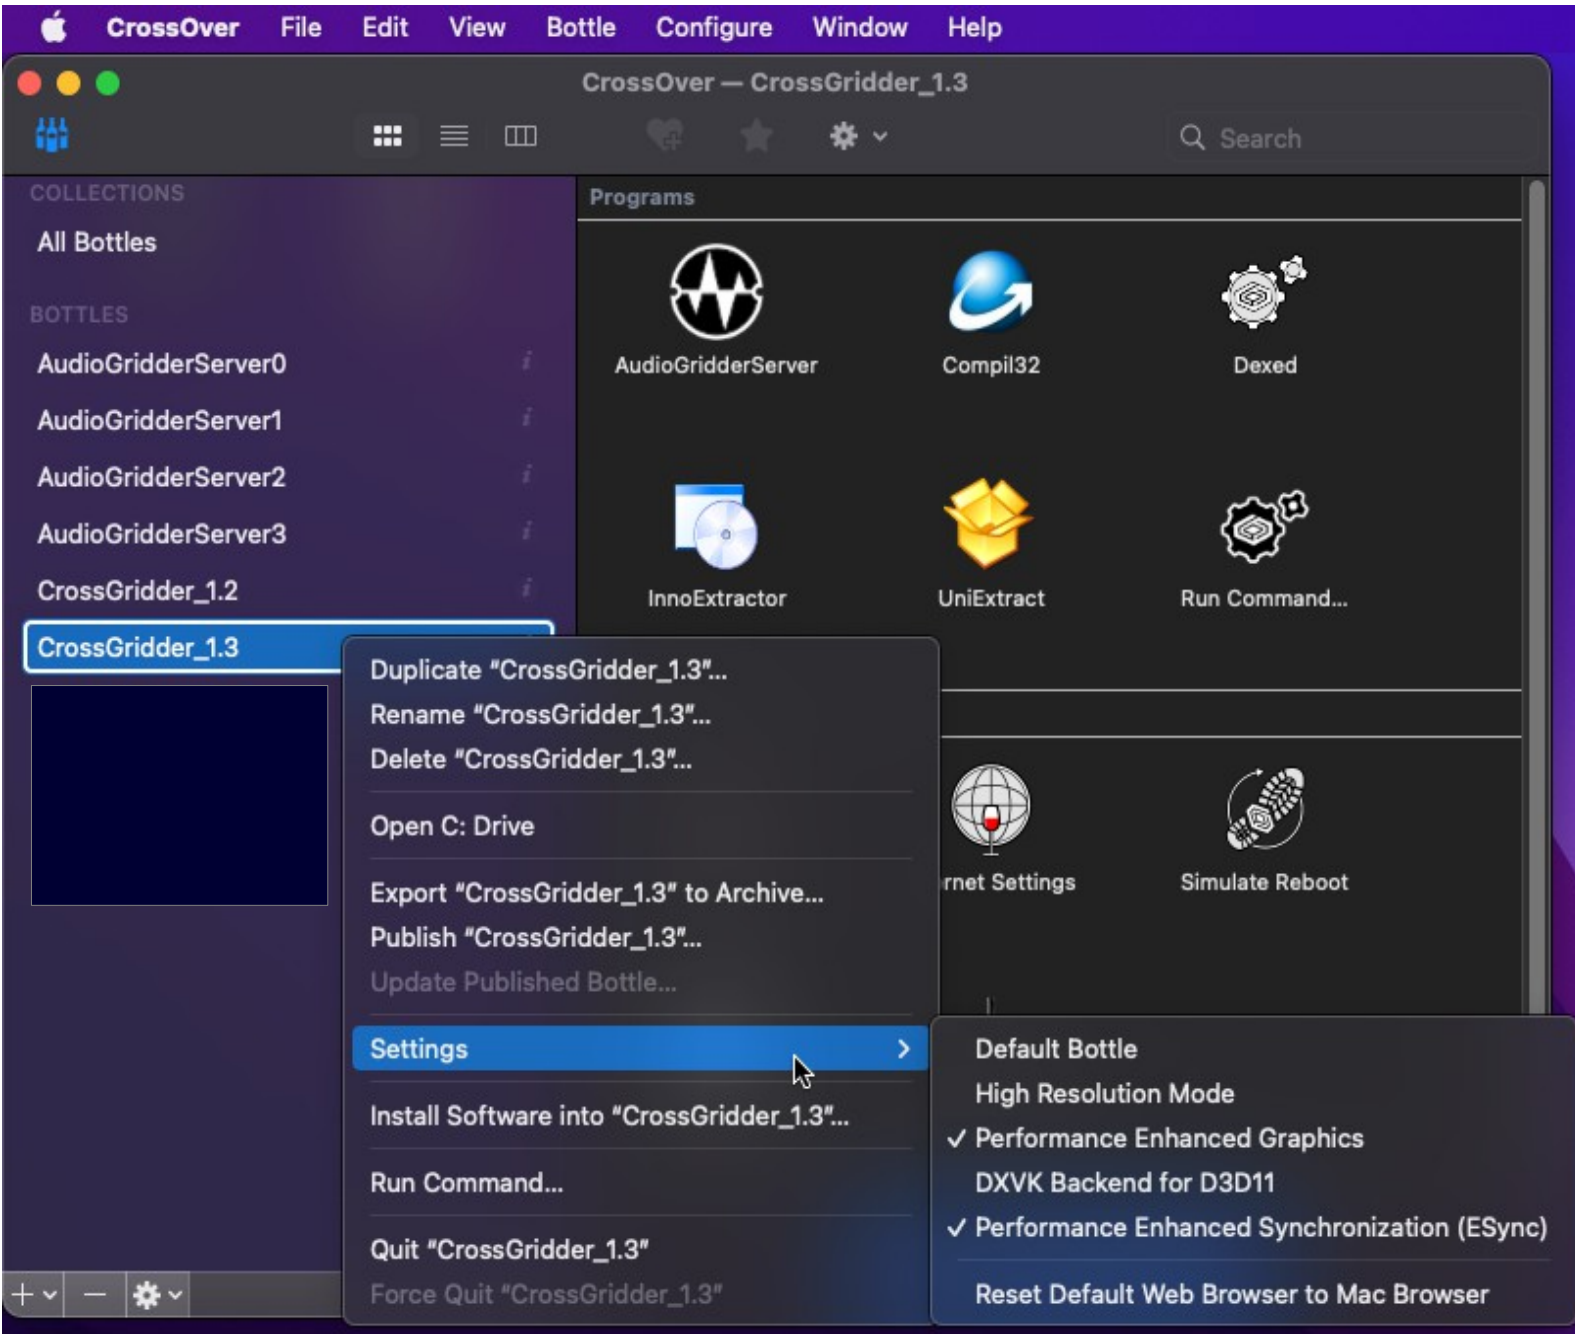 CrossOver File Edit View Bottle Configure Window Help
CrossOver — CrossGridder_1.3
Search
COLLECTIONS
All Bottles
BOTTLES
AudioGridderServer0
AudioGridderServer1
AudioGridderServer2
AudioGridderServer3
CrossGridder_1.2
CrossGridder_1.3
Programs
AudioGridderServer Compil32 Dexed
InnoExtractor UniExtract Run Command...
rnet Settings Simulate Reboot
Duplicate “CrossGridder_1.3”...
Rename “CrossGridder_1.3”...
Delete “CrossGridder_1.3”...
Open C: Drive
Export “CrossGridder_1.3” to Archive...
Publish “CrossGridder_1.3”...
Update Published Bottle...
Settings
Install Software into “CrossGridder_1.3”...
Run Command...
Quit “CrossGridder_1.3”
Force Quit “CrossGridder_1.3”
Default Bottle
High Resolution Mode
✓ Performance Enhanced Graphics
DXVK Backend for D3D11
✓ Performance Enhanced Synchronization (ESync)
Reset Default Web Browser to Mac Browser